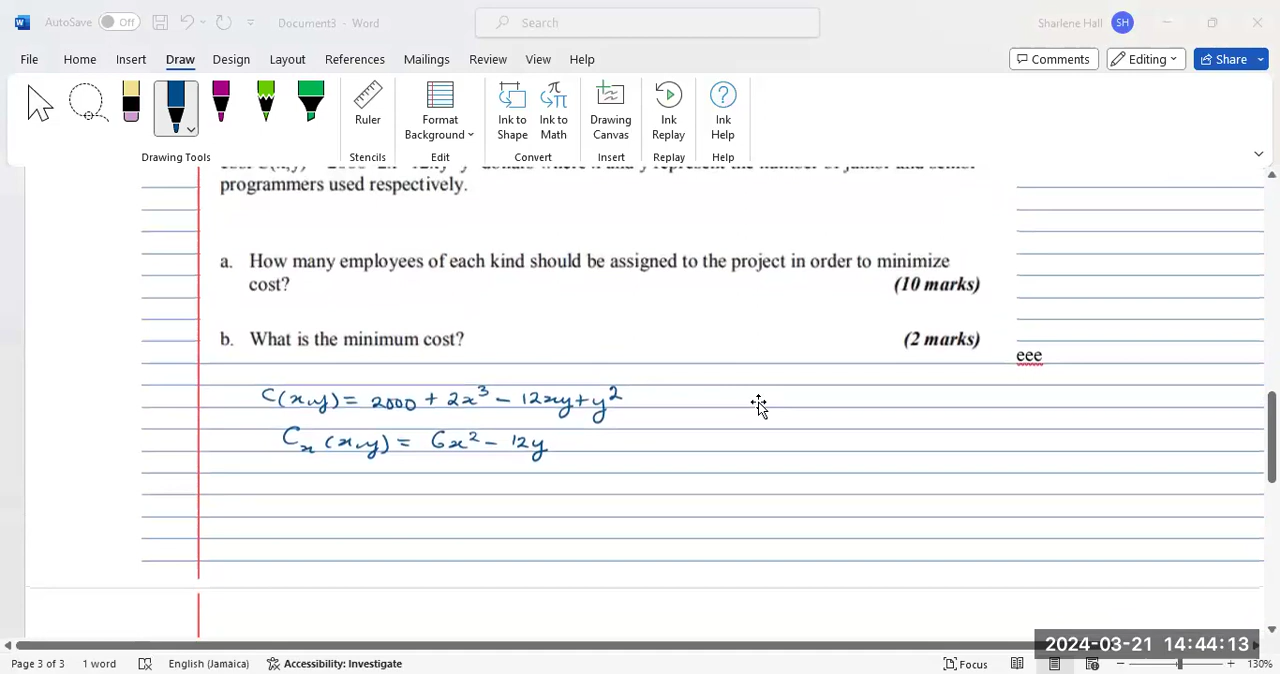 AutoSave Off Document3 - Word Search Sharlene Hall SH
File Home Insert Draw Design Layout References Mailings Review View Help Comments Editing Share
Ruler
Format Background
Ink to Shape
Ink to Math
Drawing Canvas
Ink Replay
Ink Help
Drawing Tools Stencils Edit Convert Insert Replay Help
programmers used respectively.
a. How many employees of each kind should be assigned to the project in order to minimize
cost? (10 marks)
b. What is the minimum cost? (2 marks)
eee
C(x,y) = 2000 + 2x³ - 12xy + y²
Cₓ(x,y) = 6x² - 12y
2024-03-21 14:44:13
Page 3 of 3 1 word English (Jamaica) Accessibility: Investigate Focus 130%